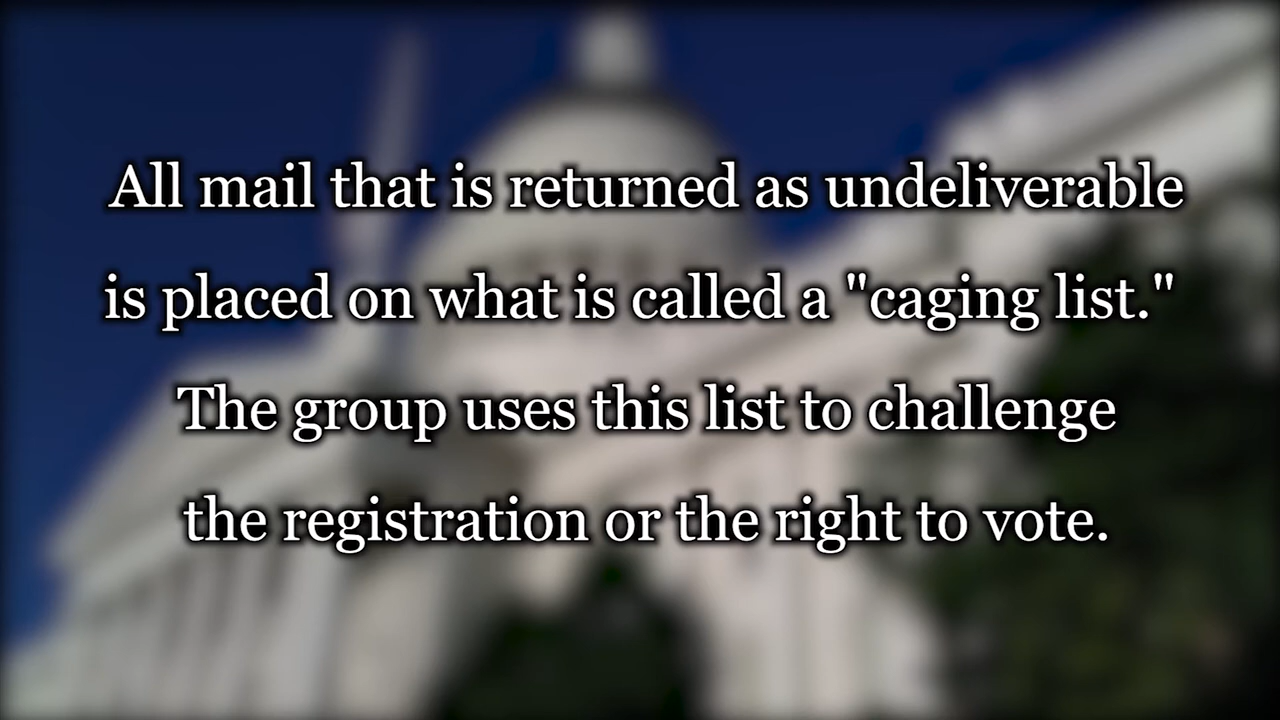 All mail that is returned as undeliverable
is placed on what is called a "caging list."
The group uses this list to challenge
the registration or the right to vote.